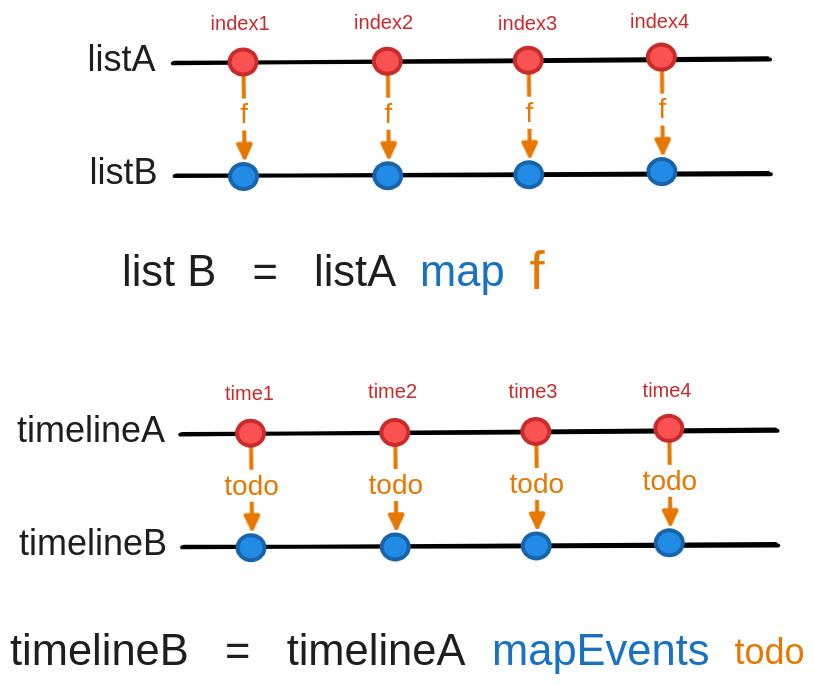 index1 index2 index3 index4
listA
f f f f
listB
list B = listA map f
time1 time2 time3 time4
timelineA
todo todo todo todo
timelineB
timelineB = timelineA mapEvents todo